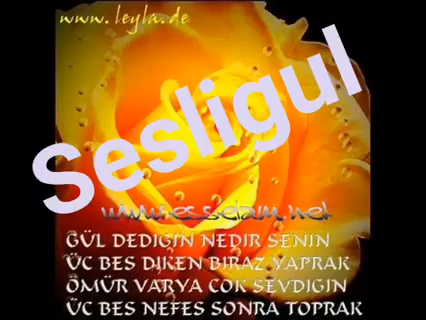 www.leyla.de
Sesligul
www.esselam.net
GÜL DEDIGIN NEDIR SENIN
ÜC BES DIKEN BIRAZ YAPRAK
ÖMÜR VARYA COK SEVDIGIN
ÜC BES NEFES SONRA TOPRAK